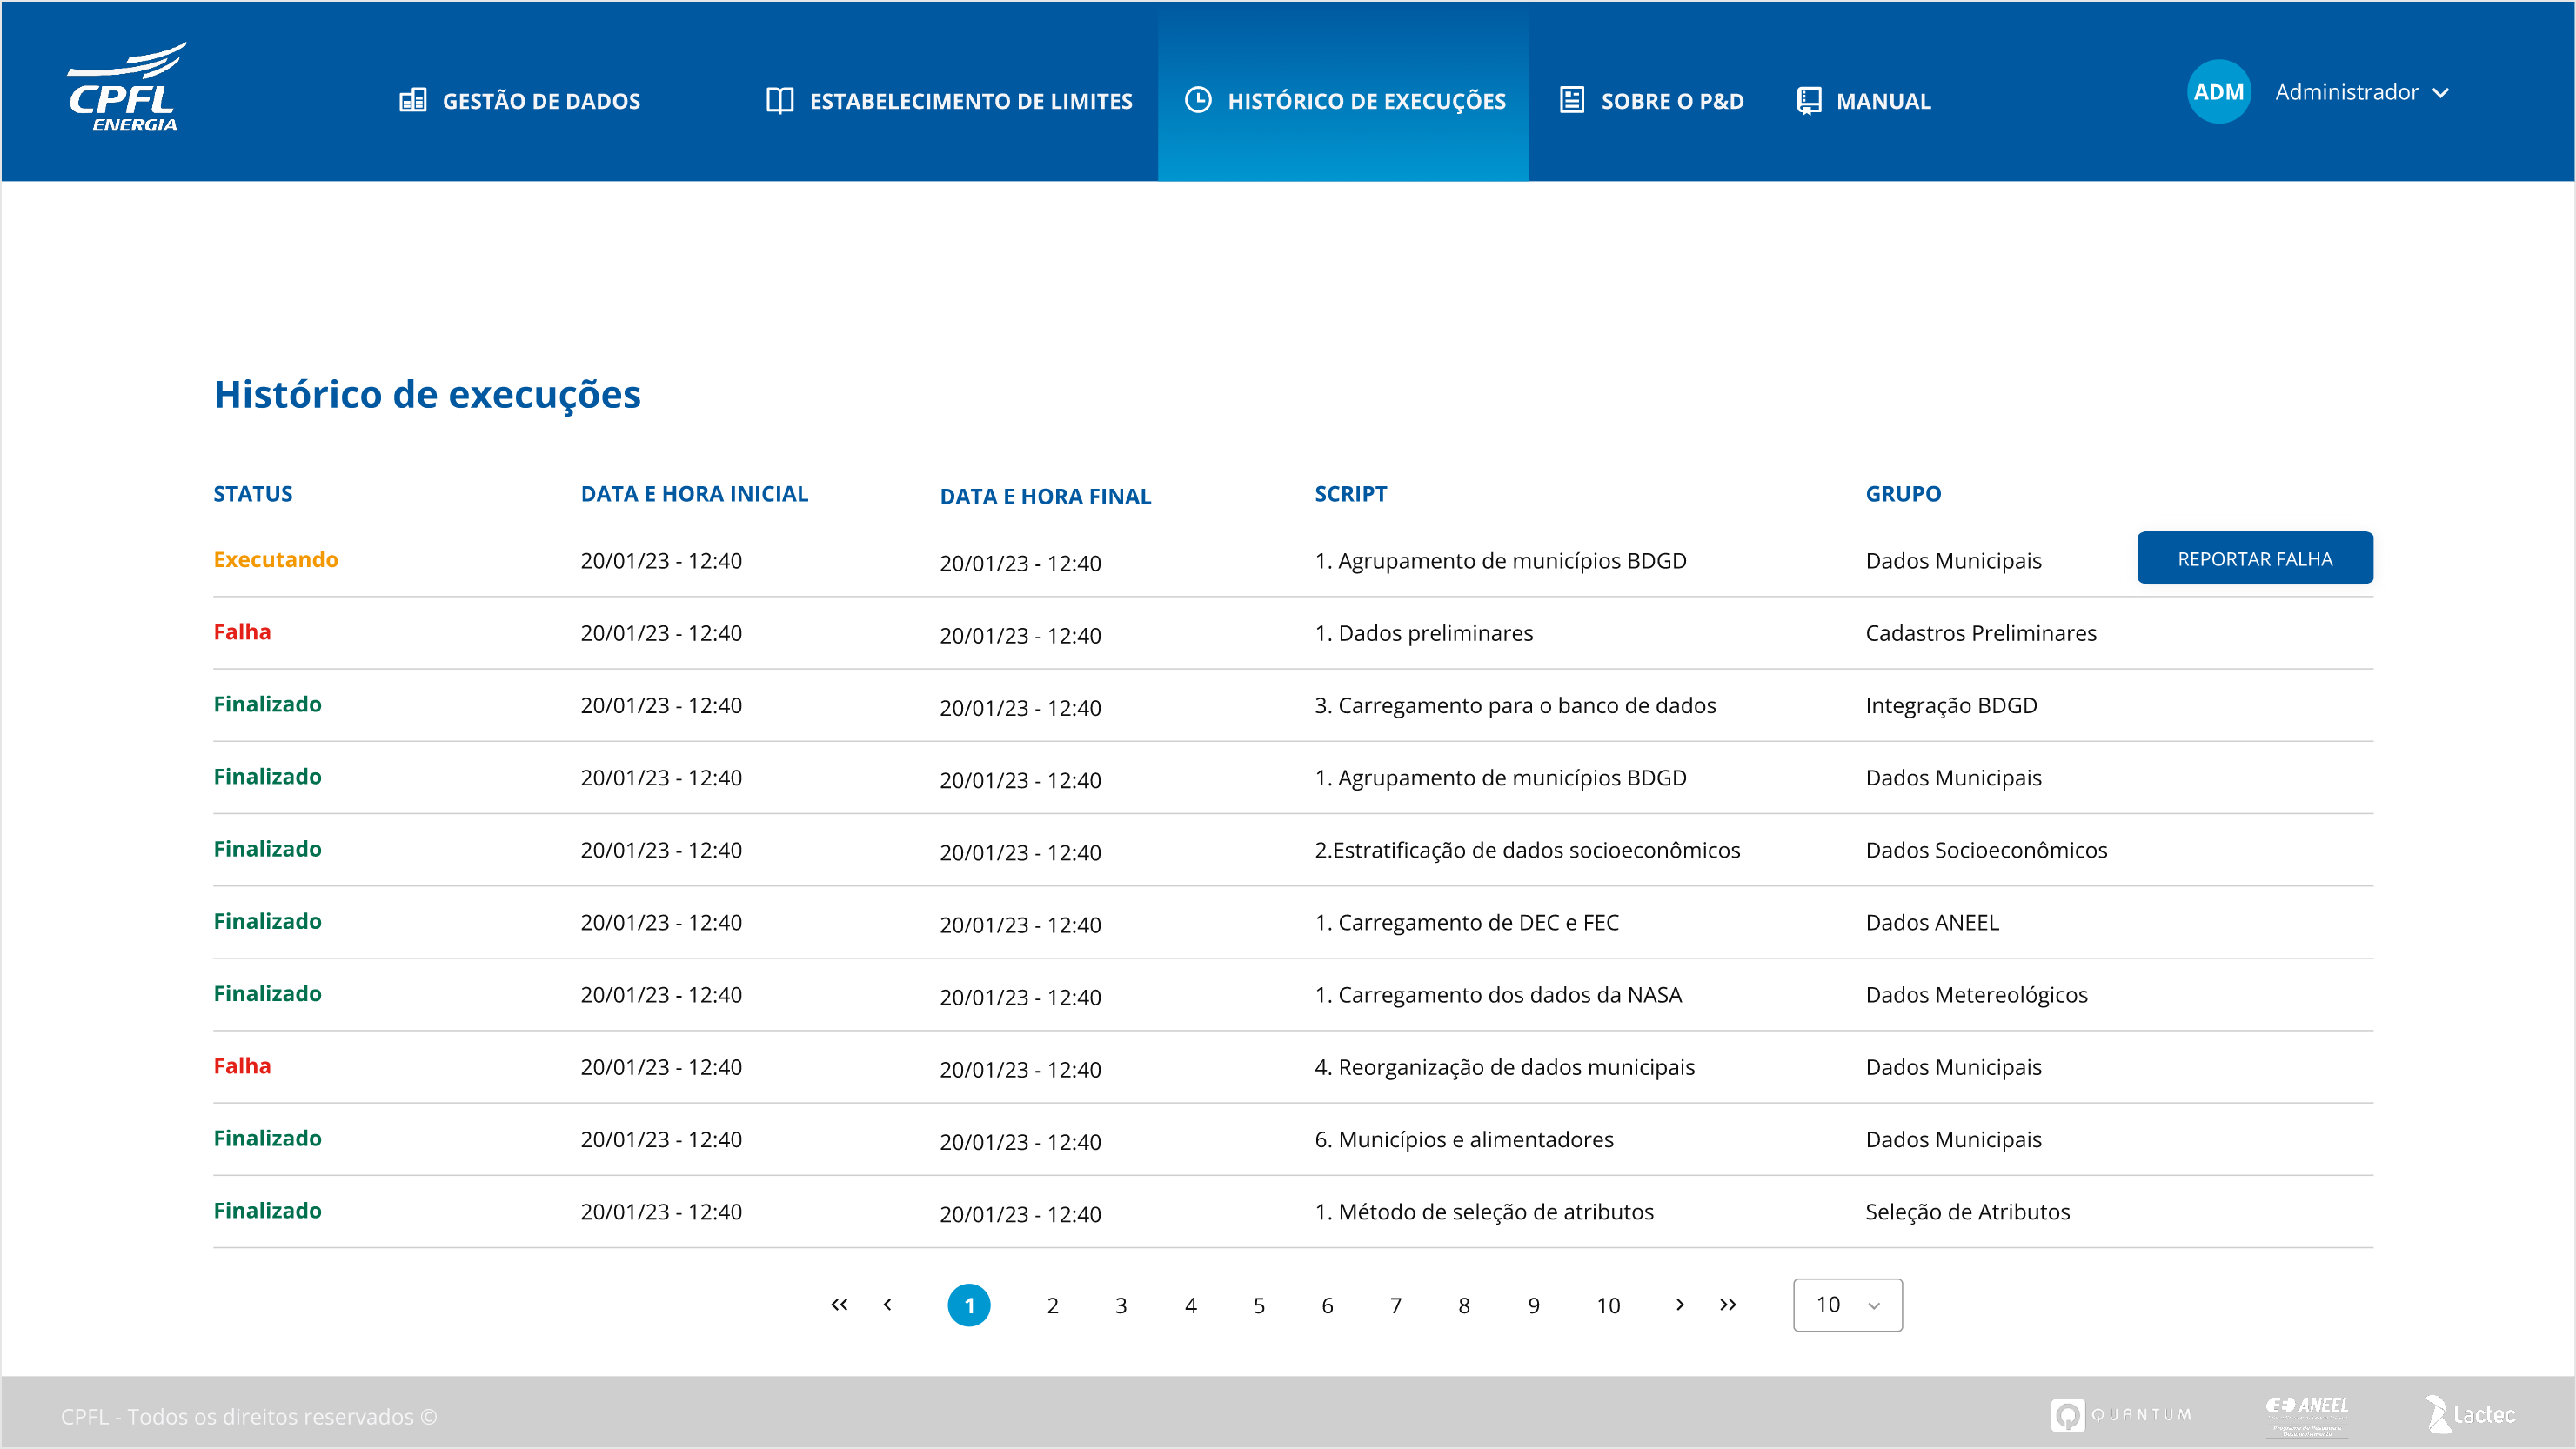 CPFL
ENERGIA
GESTÃO DE DADOS
ESTABELECIMENTO DE LIMITES
HISTÓRICO DE EXECUÇÕES
SOBRE O P&D
MANUAL
ADM
Administrador
Histórico de execuções
STATUS DATA E HORA INICIAL DATA E HORA FINAL SCRIPT GRUPO
Executando 20/01/23 - 12:40 20/01/23 - 12:40 1. Agrupamento de municípios BDGD Dados Municipais REPORTAR FALHA
Falha 20/01/23 - 12:40 20/01/23 - 12:40 1. Dados preliminares Cadastros Preliminares
Finalizado 20/01/23 - 12:40 20/01/23 - 12:40 3. Carregamento para o banco de dados Integração BDGD
Finalizado 20/01/23 - 12:40 20/01/23 - 12:40 1. Agrupamento de municípios BDGD Dados Municipais
Finalizado 20/01/23 - 12:40 20/01/23 - 12:40 2.Estratificação de dados socioeconômicos Dados Socioeconômicos
Finalizado 20/01/23 - 12:40 20/01/23 - 12:40 1. Carregamento de DEC e FEC Dados ANEEL
Finalizado 20/01/23 - 12:40 20/01/23 - 12:40 1. Carregamento dos dados da NASA Dados Metereológicos
Falha 20/01/23 - 12:40 20/01/23 - 12:40 4. Reorganização de dados municipais Dados Municipais
Finalizado 20/01/23 - 12:40 20/01/23 - 12:40 6. Municípios e alimentadores Dados Municipais
Finalizado 20/01/23 - 12:40 20/01/23 - 12:40 1. Método de seleção de atributos Seleção de Atributos
1 2 3 4 5 6 7 8 9 10 10
CPFL - Todos os direitos reservados ©
QUANTUM
ANEEL
Lactec